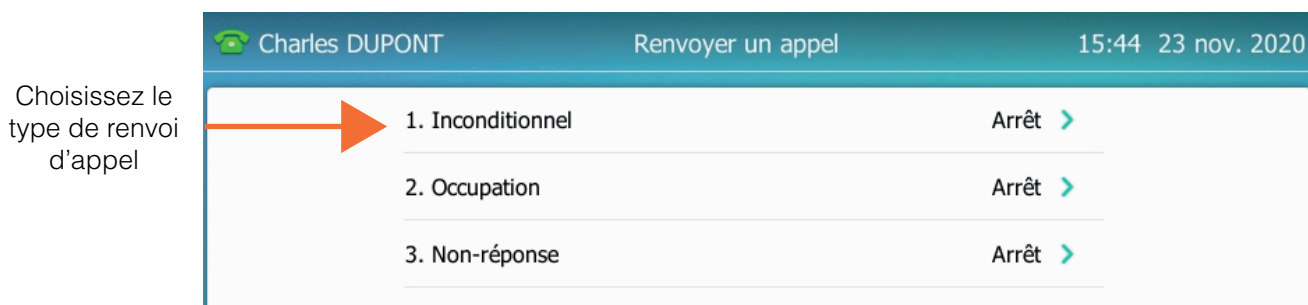 Charles DUPONT Renvoyer un appel 15:44 23 nov. 2020
Choisissez le
type de renvoi
d'appel
1. Inconditionnel Arrêt
2. Occupation Arrêt
3. Non-réponse Arrêt